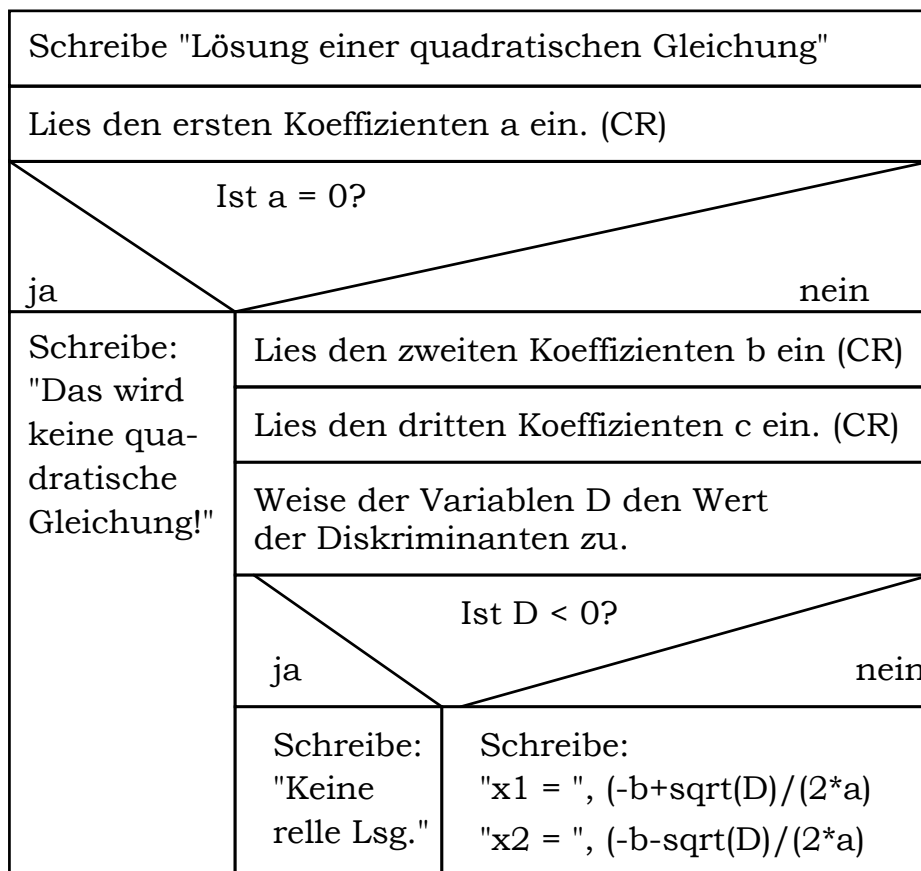 Schreibe "Lösung einer quadratischen Gleichung"
Lies den ersten Koeffizienten a ein. (CR)
Ist a = 0?
ja
nein
Schreibe:
"Das wird
keine qua-
dratische
Gleichung!"
Lies den zweiten Koeffizienten b ein (CR)
Lies den dritten Koeffizienten c ein. (CR)
Weise der Variablen D den Wert
der Diskriminanten zu.
Ist D < 0?
ja
nein
Schreibe:
"Keine
relle Lsg."
Schreibe:
"x1 = ", (-b+sqrt(D)/(2*a)
"x2 = ", (-b-sqrt(D)/(2*a)